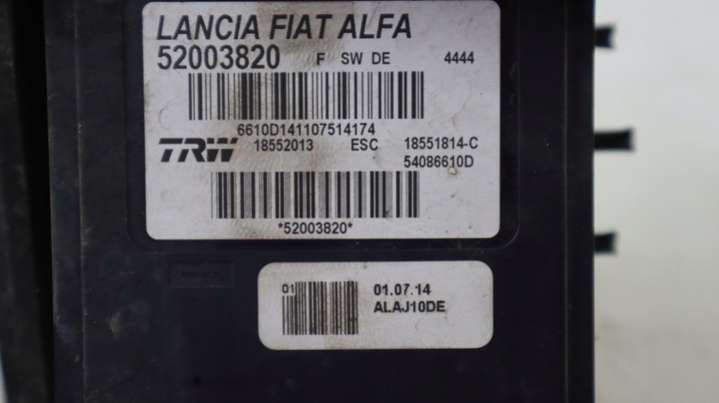 LANCIA FIAT ALFA
52003820 F SW DE 4444
6610D141107514174
TRW 18552013 ESC 18551814-C
54086610D
*52003820*
01 01.07.14
ALAJ10DE